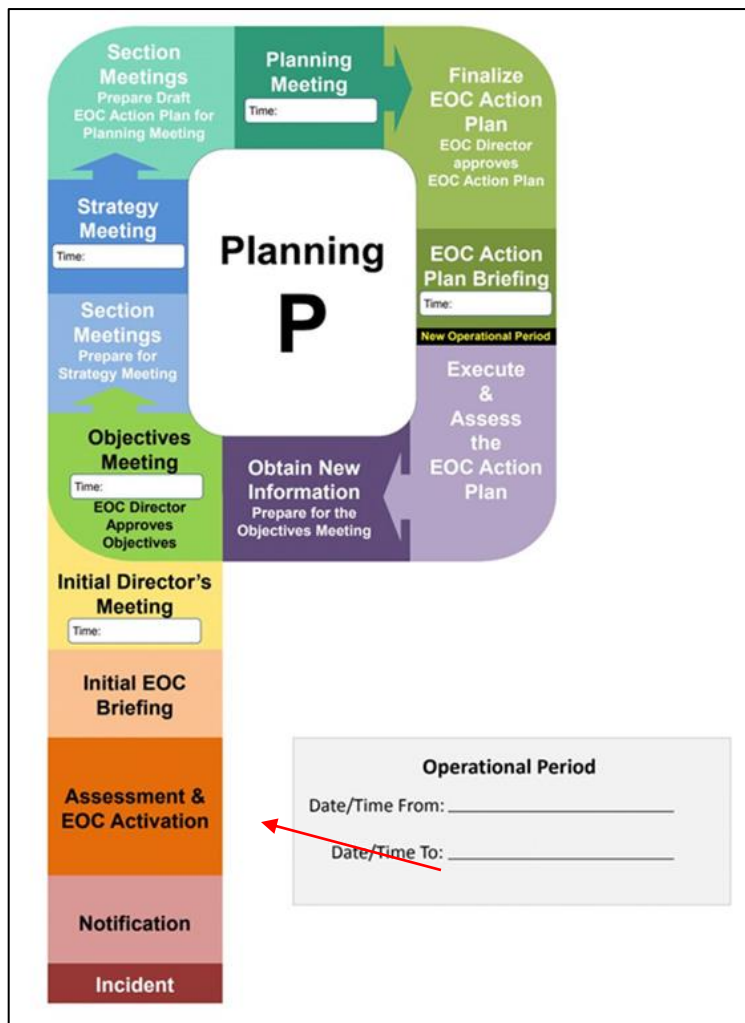 Section
Meetings
Prepare Draft
EOC Action Plan for
Planning Meeting
Planning
Meeting
Time:
Finalize
EOC Action
Plan
EOC Director
approves
EOC Action Plan
Strategy
Meeting
Time:
Planning
P
EOC Action
Plan Briefing
Time:
New Operational Period
Section
Meetings
Prepare for
Strategy Meeting
Execute
&
Assess
the
EOC Action
Plan
Objectives
Meeting
Time:
EOC Director
Approves
Objectives
Obtain New
Information
Prepare for the
Objectives Meeting
Initial Director's
Meeting
Time:
Initial EOC
Briefing
Assessment &
EOC Activation
Notification
Incident
Operational Period
Date/Time From:
Date/Time To: